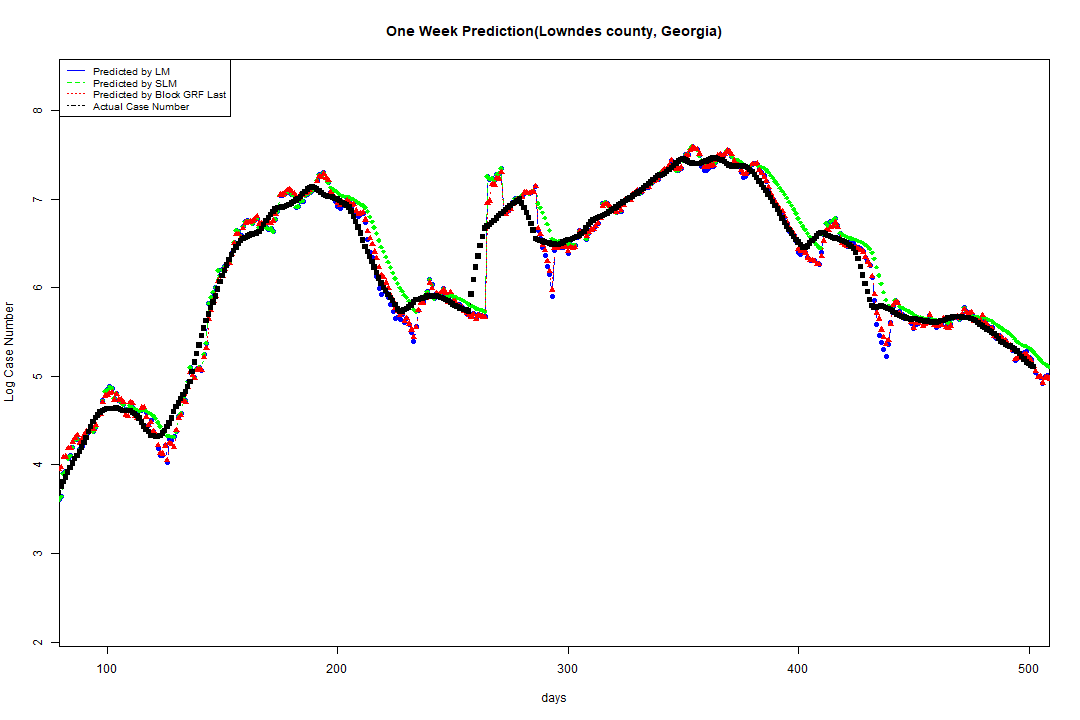 One Week Prediction(Lowndes county, Georgia)
Predicted by LM
Predicted by SLM
Predicted by Block GRF Last
Actual Case Number
8
7
6
5
4
3
2
Log Case Number
100 200 300 400 500
days